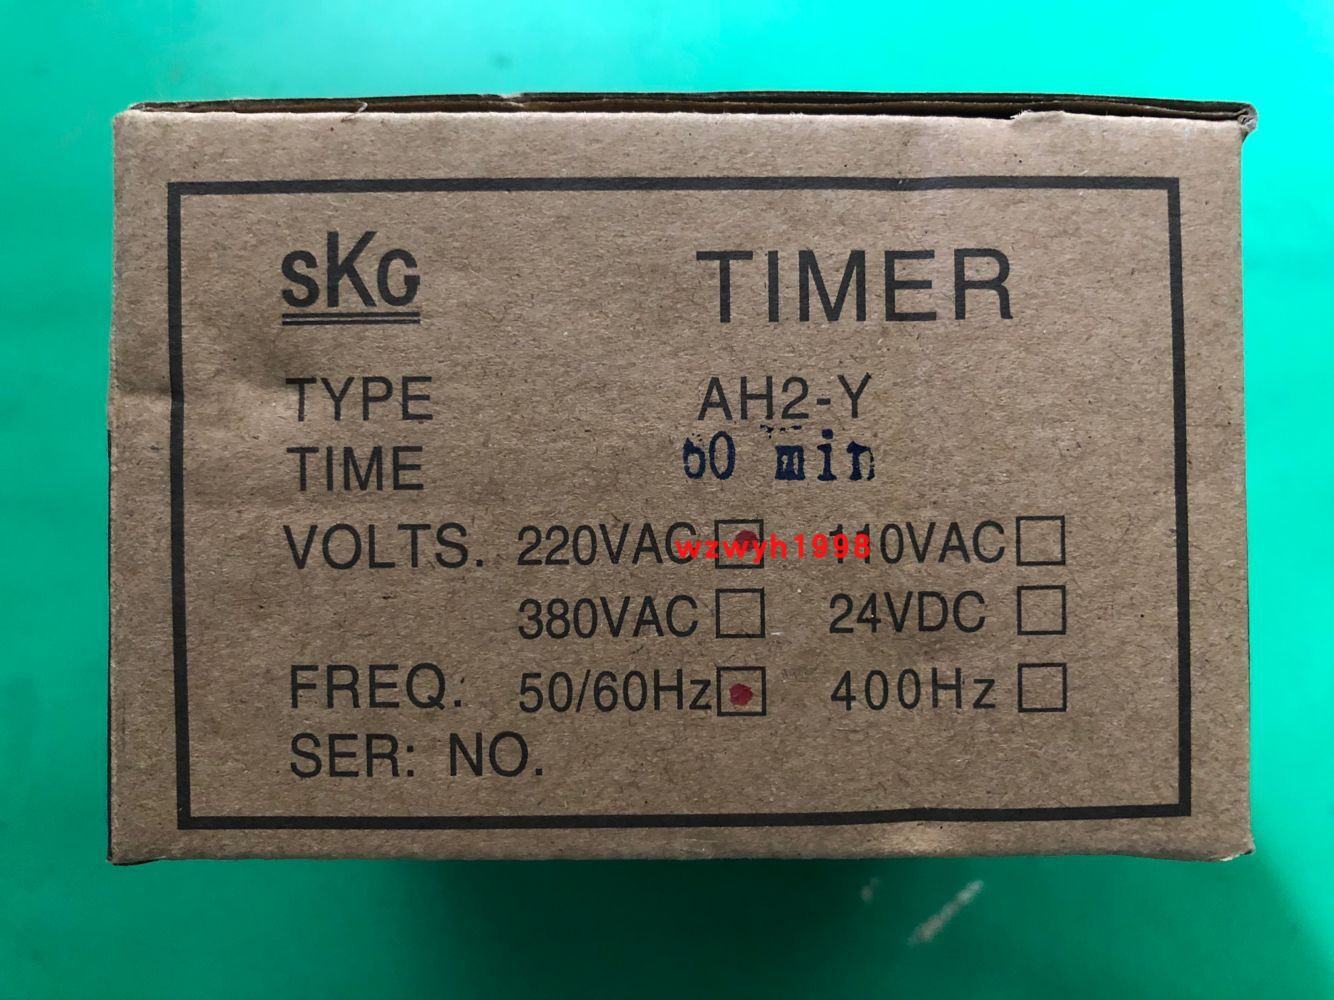 sKG TIMER
TYPE AH2-Y
TIME 60 min
VOLTS. 220VAC 110VAC
wzwyh1998
380VAC 24VDC
FREQ. 50/60Hz 400Hz
SER: NO.